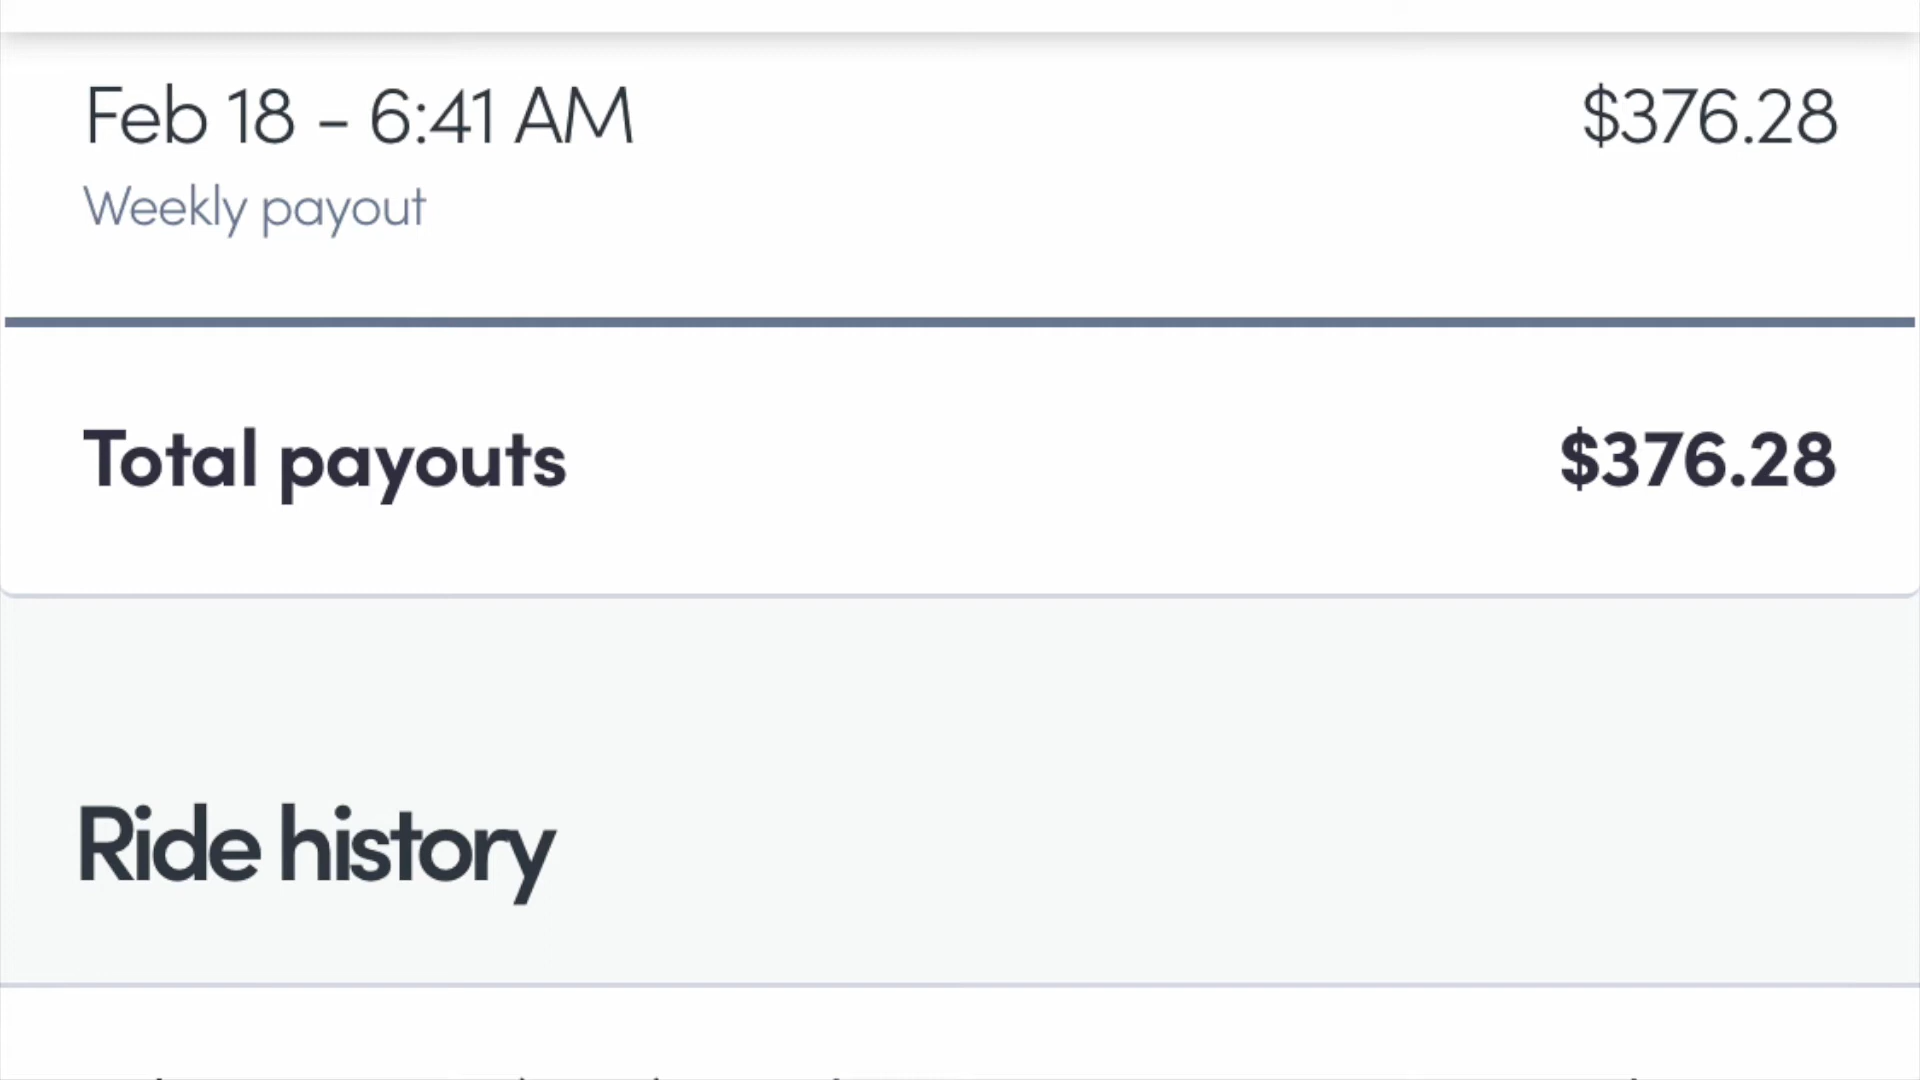 Feb 18 - 6:41 AM $376.28
Weekly payout
Total payouts $376.28
Ride history